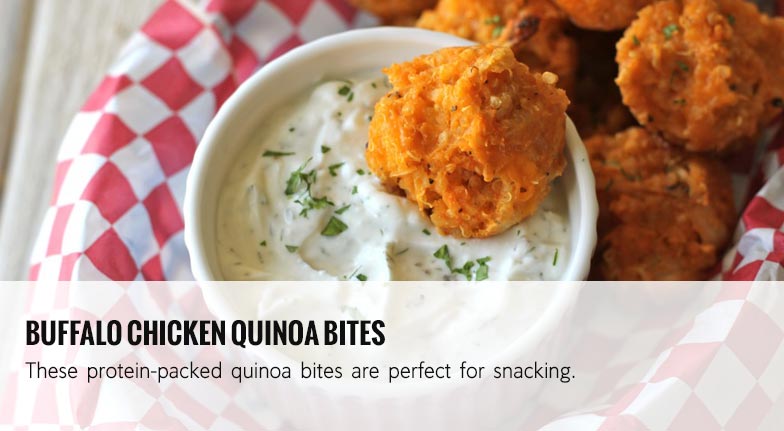 BUFFALO CHICKEN QUINOA BITES
These protein-packed quinoa bites are perfect for snacking.